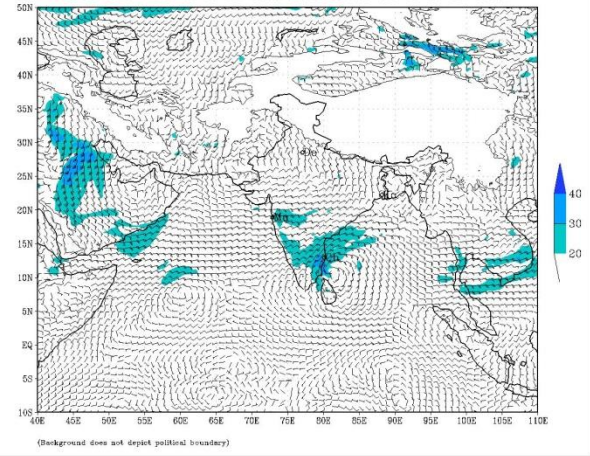 50N
45N
40N
35N
30N
25N
20N
15N
10N
5N
EQ
5S
10S
40
30
20
40E 45E 50E 55E 60E 65E 70E 75E 80E 85E 90E 95E 100E 105E 110E
(Background does not depict political boundary)